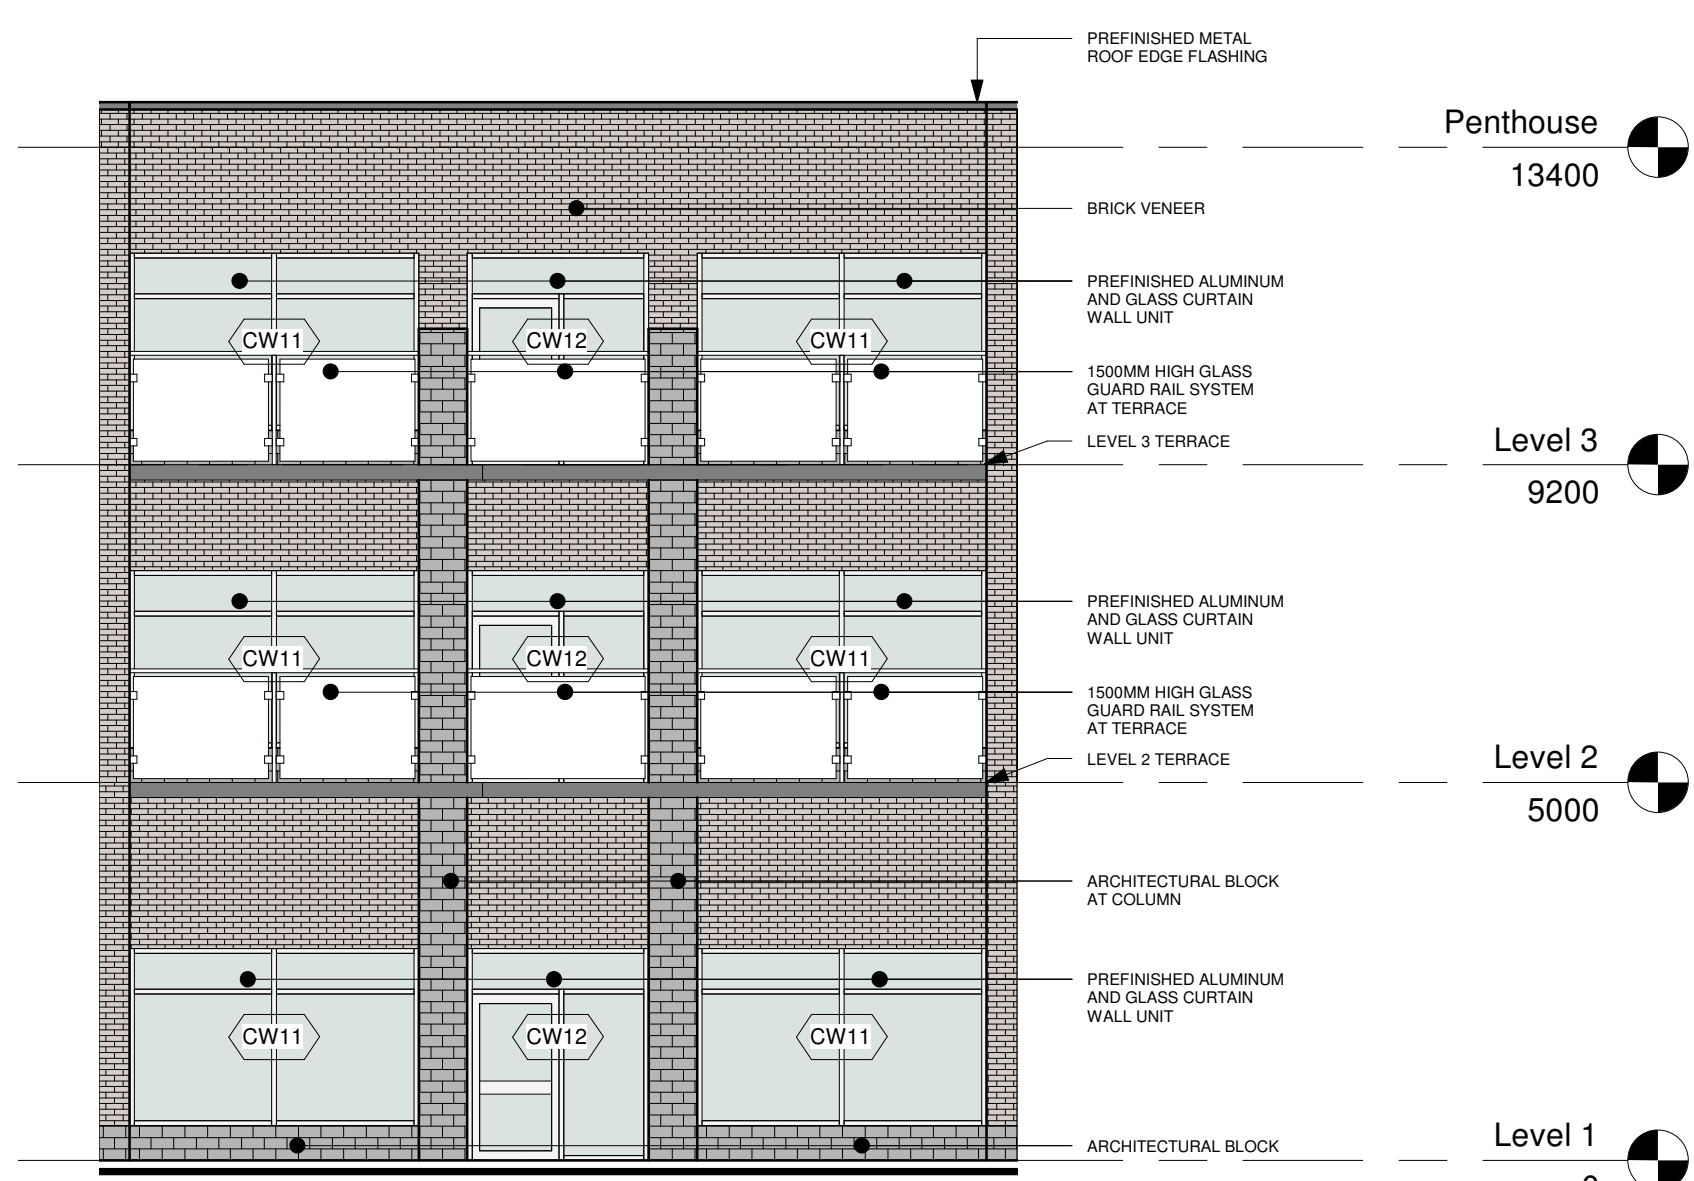 PREFINISHED METAL
ROOF EDGE FLASHING
Penthouse
13400
BRICK VENEER
PREFINISHED ALUMINUM
AND GLASS CURTAIN
WALL UNIT
CW11
CW12
CW11
1500MM HIGH GLASS
GUARD RAIL SYSTEM
AT TERRACE
LEVEL 3 TERRACE
Level 3
9200
PREFINISHED ALUMINUM
AND GLASS CURTAIN
WALL UNIT
CW11
CW12
CW11
1500MM HIGH GLASS
GUARD RAIL SYSTEM
AT TERRACE
LEVEL 2 TERRACE
Level 2
5000
ARCHITECTURAL BLOCK
AT COLUMN
PREFINISHED ALUMINUM
AND GLASS CURTAIN
WALL UNIT
CW11
CW12
CW11
ARCHITECTURAL BLOCK
Level 1